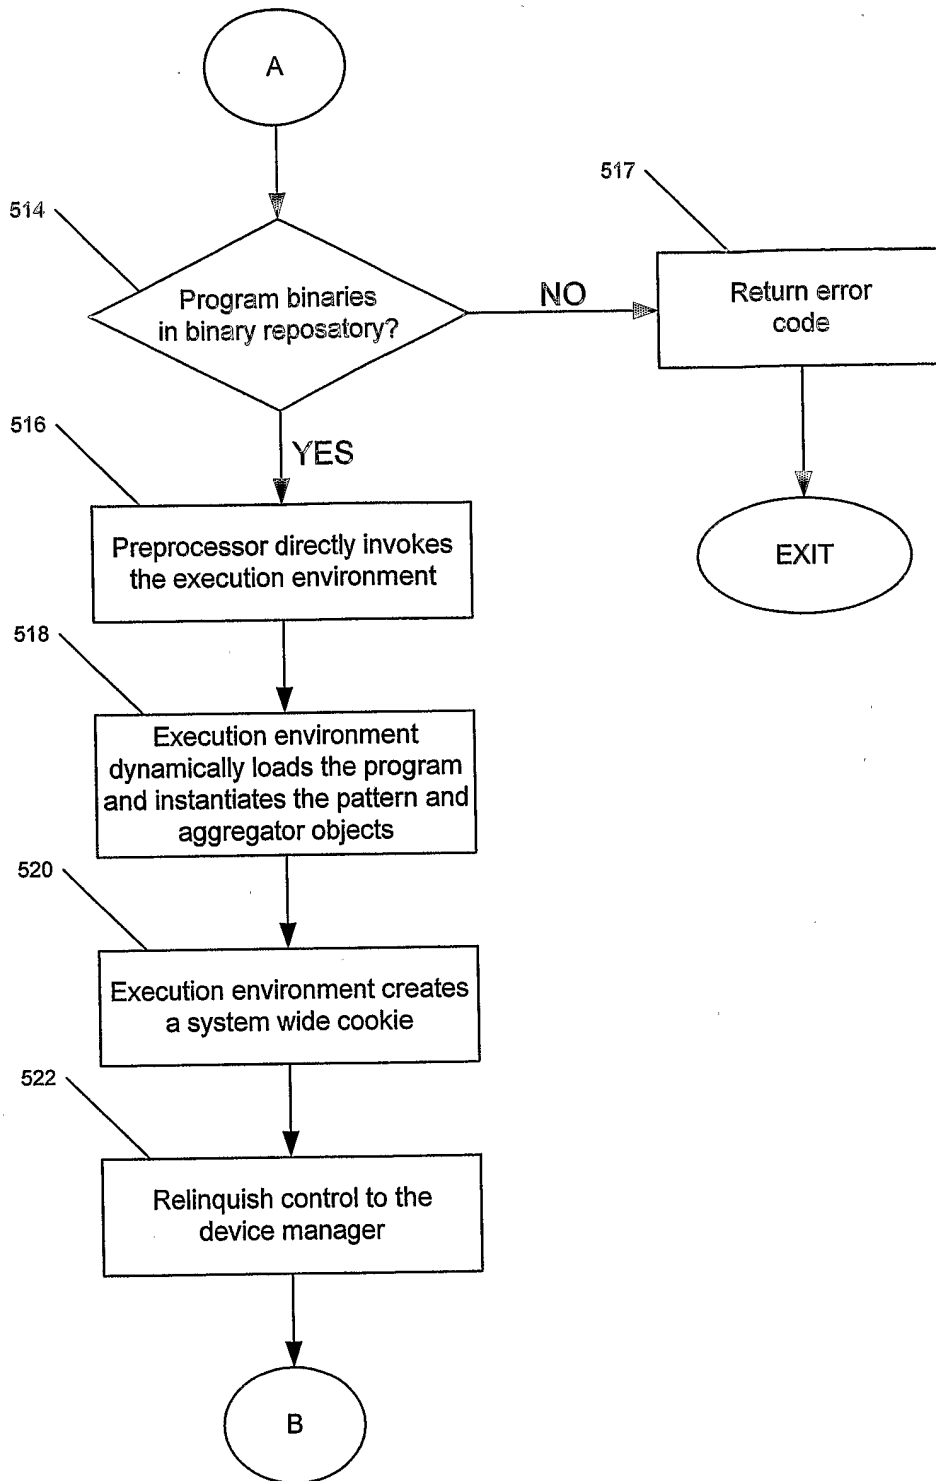 A
517
514
Program binaries
in binary reposatory?
NO
Return error
code
516
YES
Preprocessor directly invokes
the execution environment
EXIT
518
Execution environment
dynamically loads the program
and instantiates the pattern and
aggregator objects
520
Execution environment creates
a system wide cookie
522
Relinquish control to the
device manager
B